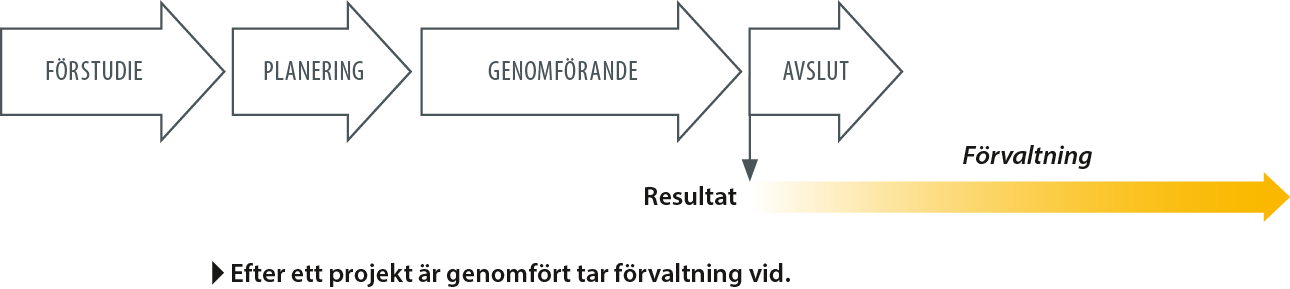 FÖRSTUDIE
PLANERING
GENOMFÖRANDE
AVSLUT
Förvaltning
Resultat
Efter ett projekt är genomfört tar förvaltning vid.